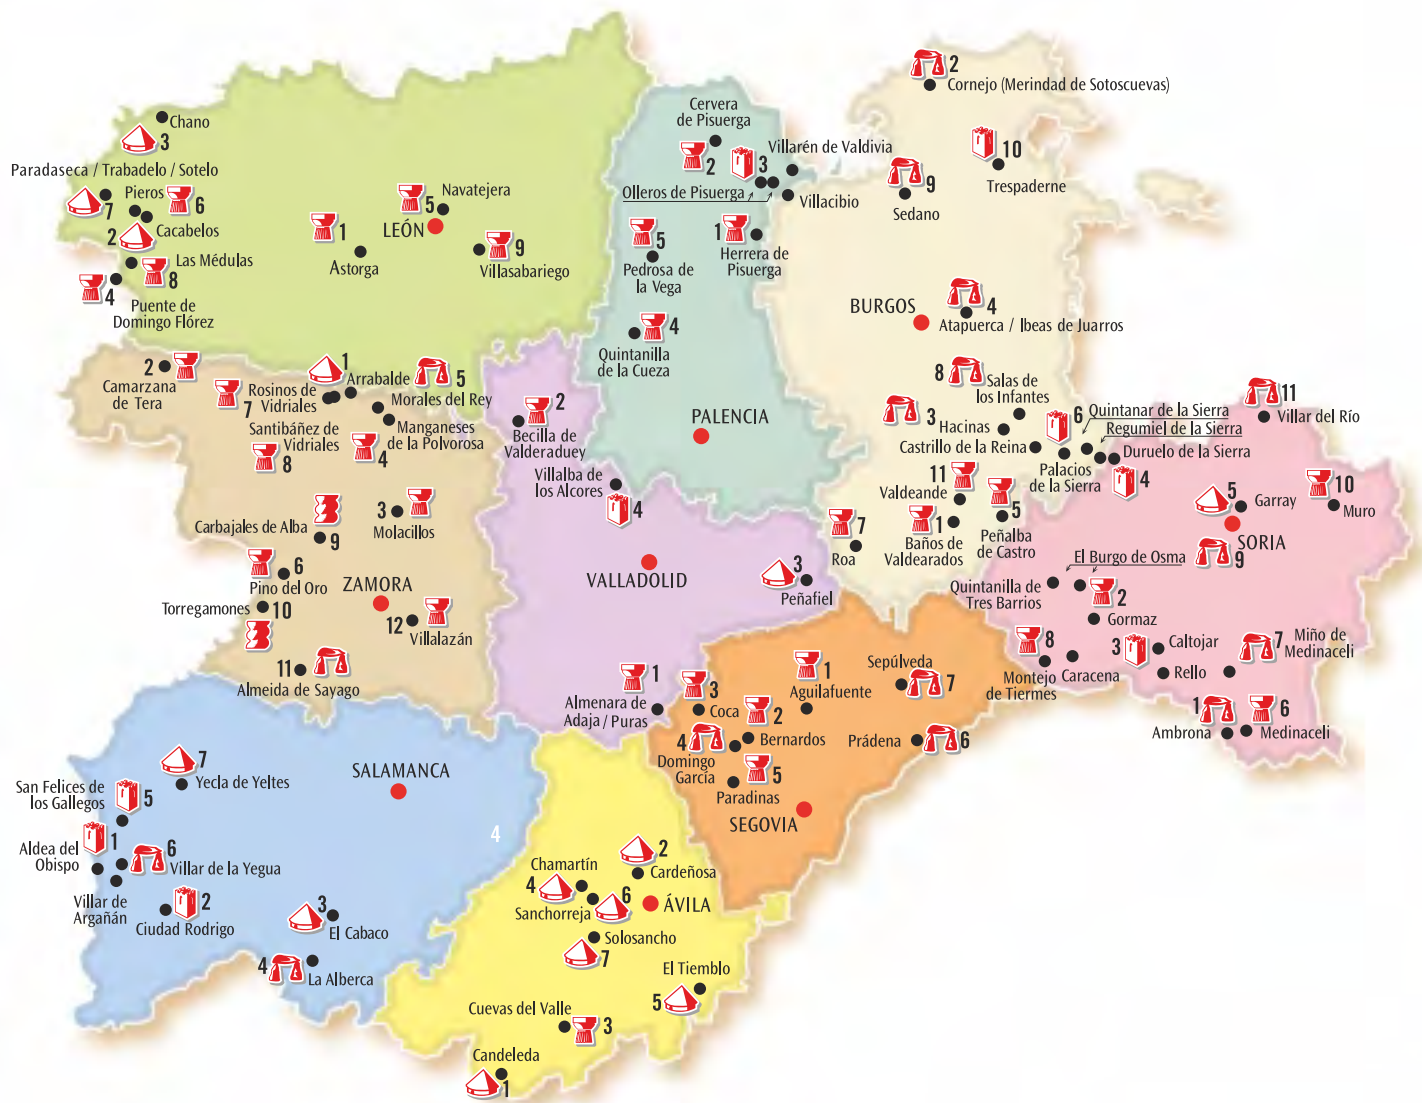 2
Cornejo (Merindad de Sotoscuevas)
Chano
3
Paradaseca / Trabadelo / Sotelo
7
Pieros
6
Cacabelos
2
Las Médulas
8
4
Puente de
Domingo Flórez
1
Astorga
Navatejera
5
LEÓN
9
Villasabariego
Cervera
de Pisuerga
2
3
Villarén de Valdivia
Olleros de Pisuerga
Villacibio
5
Pedrosa de
la Vega
1
Herrera de
Pisuerga
4
Quintanilla
de la Cueza
PALENCIA
10
Trespaderne
9
Sedano
BURGOS
4
Atapuerca / Ibeas de Juarros
8
Salas de
los Infantes
3
Hacinas
Castrillo de la Reina
6
Quintanar de la Sierra
Regumiel de la Sierra
Duruelo de la Sierra
Palacios
de la Sierra
4
11
Valdeande
5
Peñalba
de Castro
1
Baños de
Valdearados
7
Roa
11
Villar del Río
10
Muro
5
Garray
SORIA
9
El Burgo de Osma
Quintanilla de
Tres Barrios
2
Gormaz
8
Montejo
de Tiermes
Caracena
3
Caltojar
Rello
7
Miño de
Medinaceli
1
Ambrona
6
Medinaceli
2
Camarzana
de Tera
7
Rosinos de
Vidriales
1
Arrabalde
5
Morales del Rey
Santibáñez de
Vidriales
8
Manganeses
de la Polvorosa
4
Carbajales de Alba
9
3
Molacillos
6
Pino del Oro
Torregamones
10
ZAMORA
12
Villalazán
11
Almeida de Sayago
2
Becilla de
Valderaduey
Villalba de
los Alcores
4
VALLADOLID
3
Peñafiel
1
Almenara de
Adaja / Puras
3
Coca
1
Aguilafuente
Sepúlveda
7
2
Bernardos
4
Domingo
García
5
Paradinas
Prádena
6
SEGOVIA
7
Yecla de Yeltes
SALAMANCA
San Felices de
los Gallegos
5
4
1
Aldea del
Obispo
6
Villar de la Yegua
Villar de
Argañán
2
Ciudad Rodrigo
3
El Cabaco
4
La Alberca
2
Cardeñosa
Chamartín
4
6
Sanchorreja
ÁVILA
Solosancho
7
El Tiemblo
5
Cuevas del Valle
3
Candeleda
1